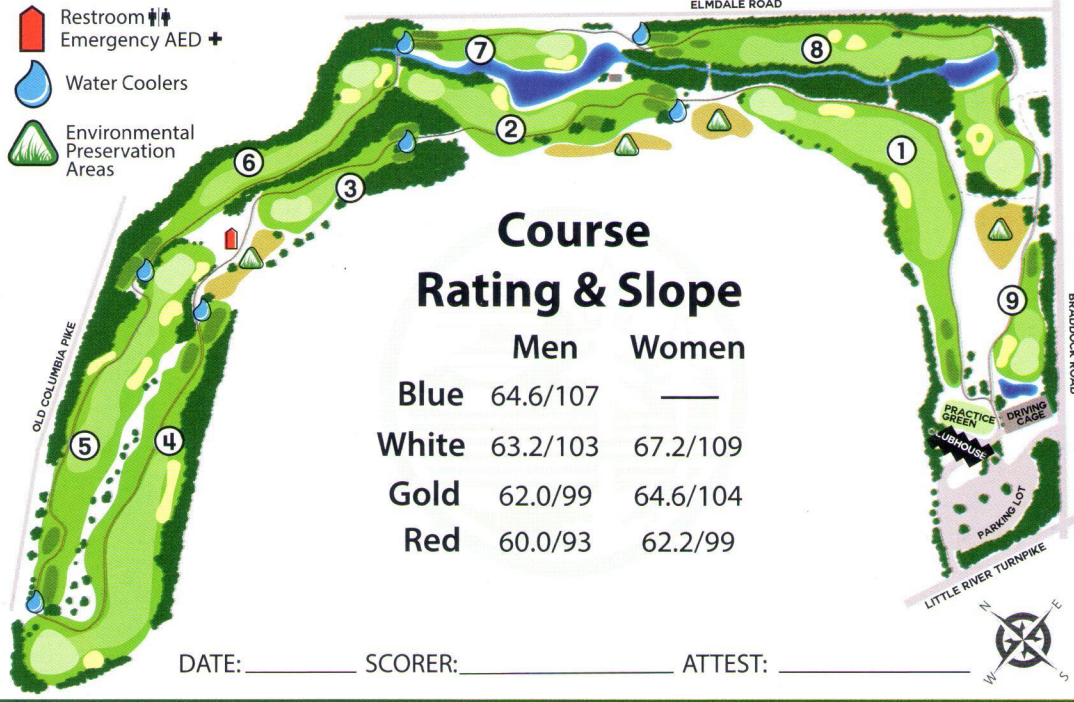 Restroom
Emergency AED
Water Coolers
Environmental
Preservation
Areas
ELMDALE ROAD
7
8
2
1
6
3
9
5
4
OLD COLUMBIA PIKE
BRADDOCK ROAD
Course
Rating & Slope
Men Women
Blue 64.6/107 ——
White 63.2/103 67.2/109
Gold 62.0/99 64.6/104
Red 60.0/93 62.2/99
PRACTICE
GREEN
DRIVING
CAGE
CLUBHOUSE
PARKING LOT
LITTLE RIVER TURNPIKE
N
E
W
S
DATE:__________ SCORER:____________________ ATTEST: __________________